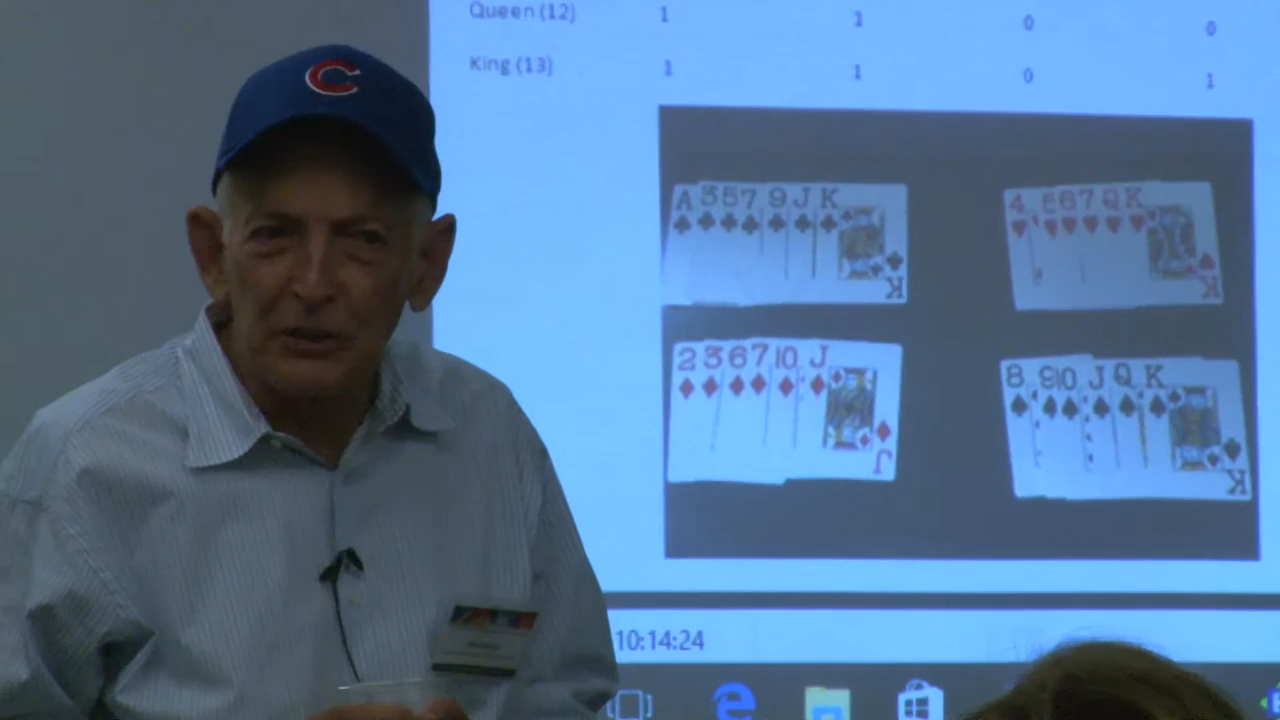 Queen (12) 1 1 0 0
King (13) 1 1 0 1
C
A 3 5 7 9 J K
K
4 5 6 7 Q K
K
2 3 6 7 10 J
J
8 9 10 J Q K
K
10:14:24